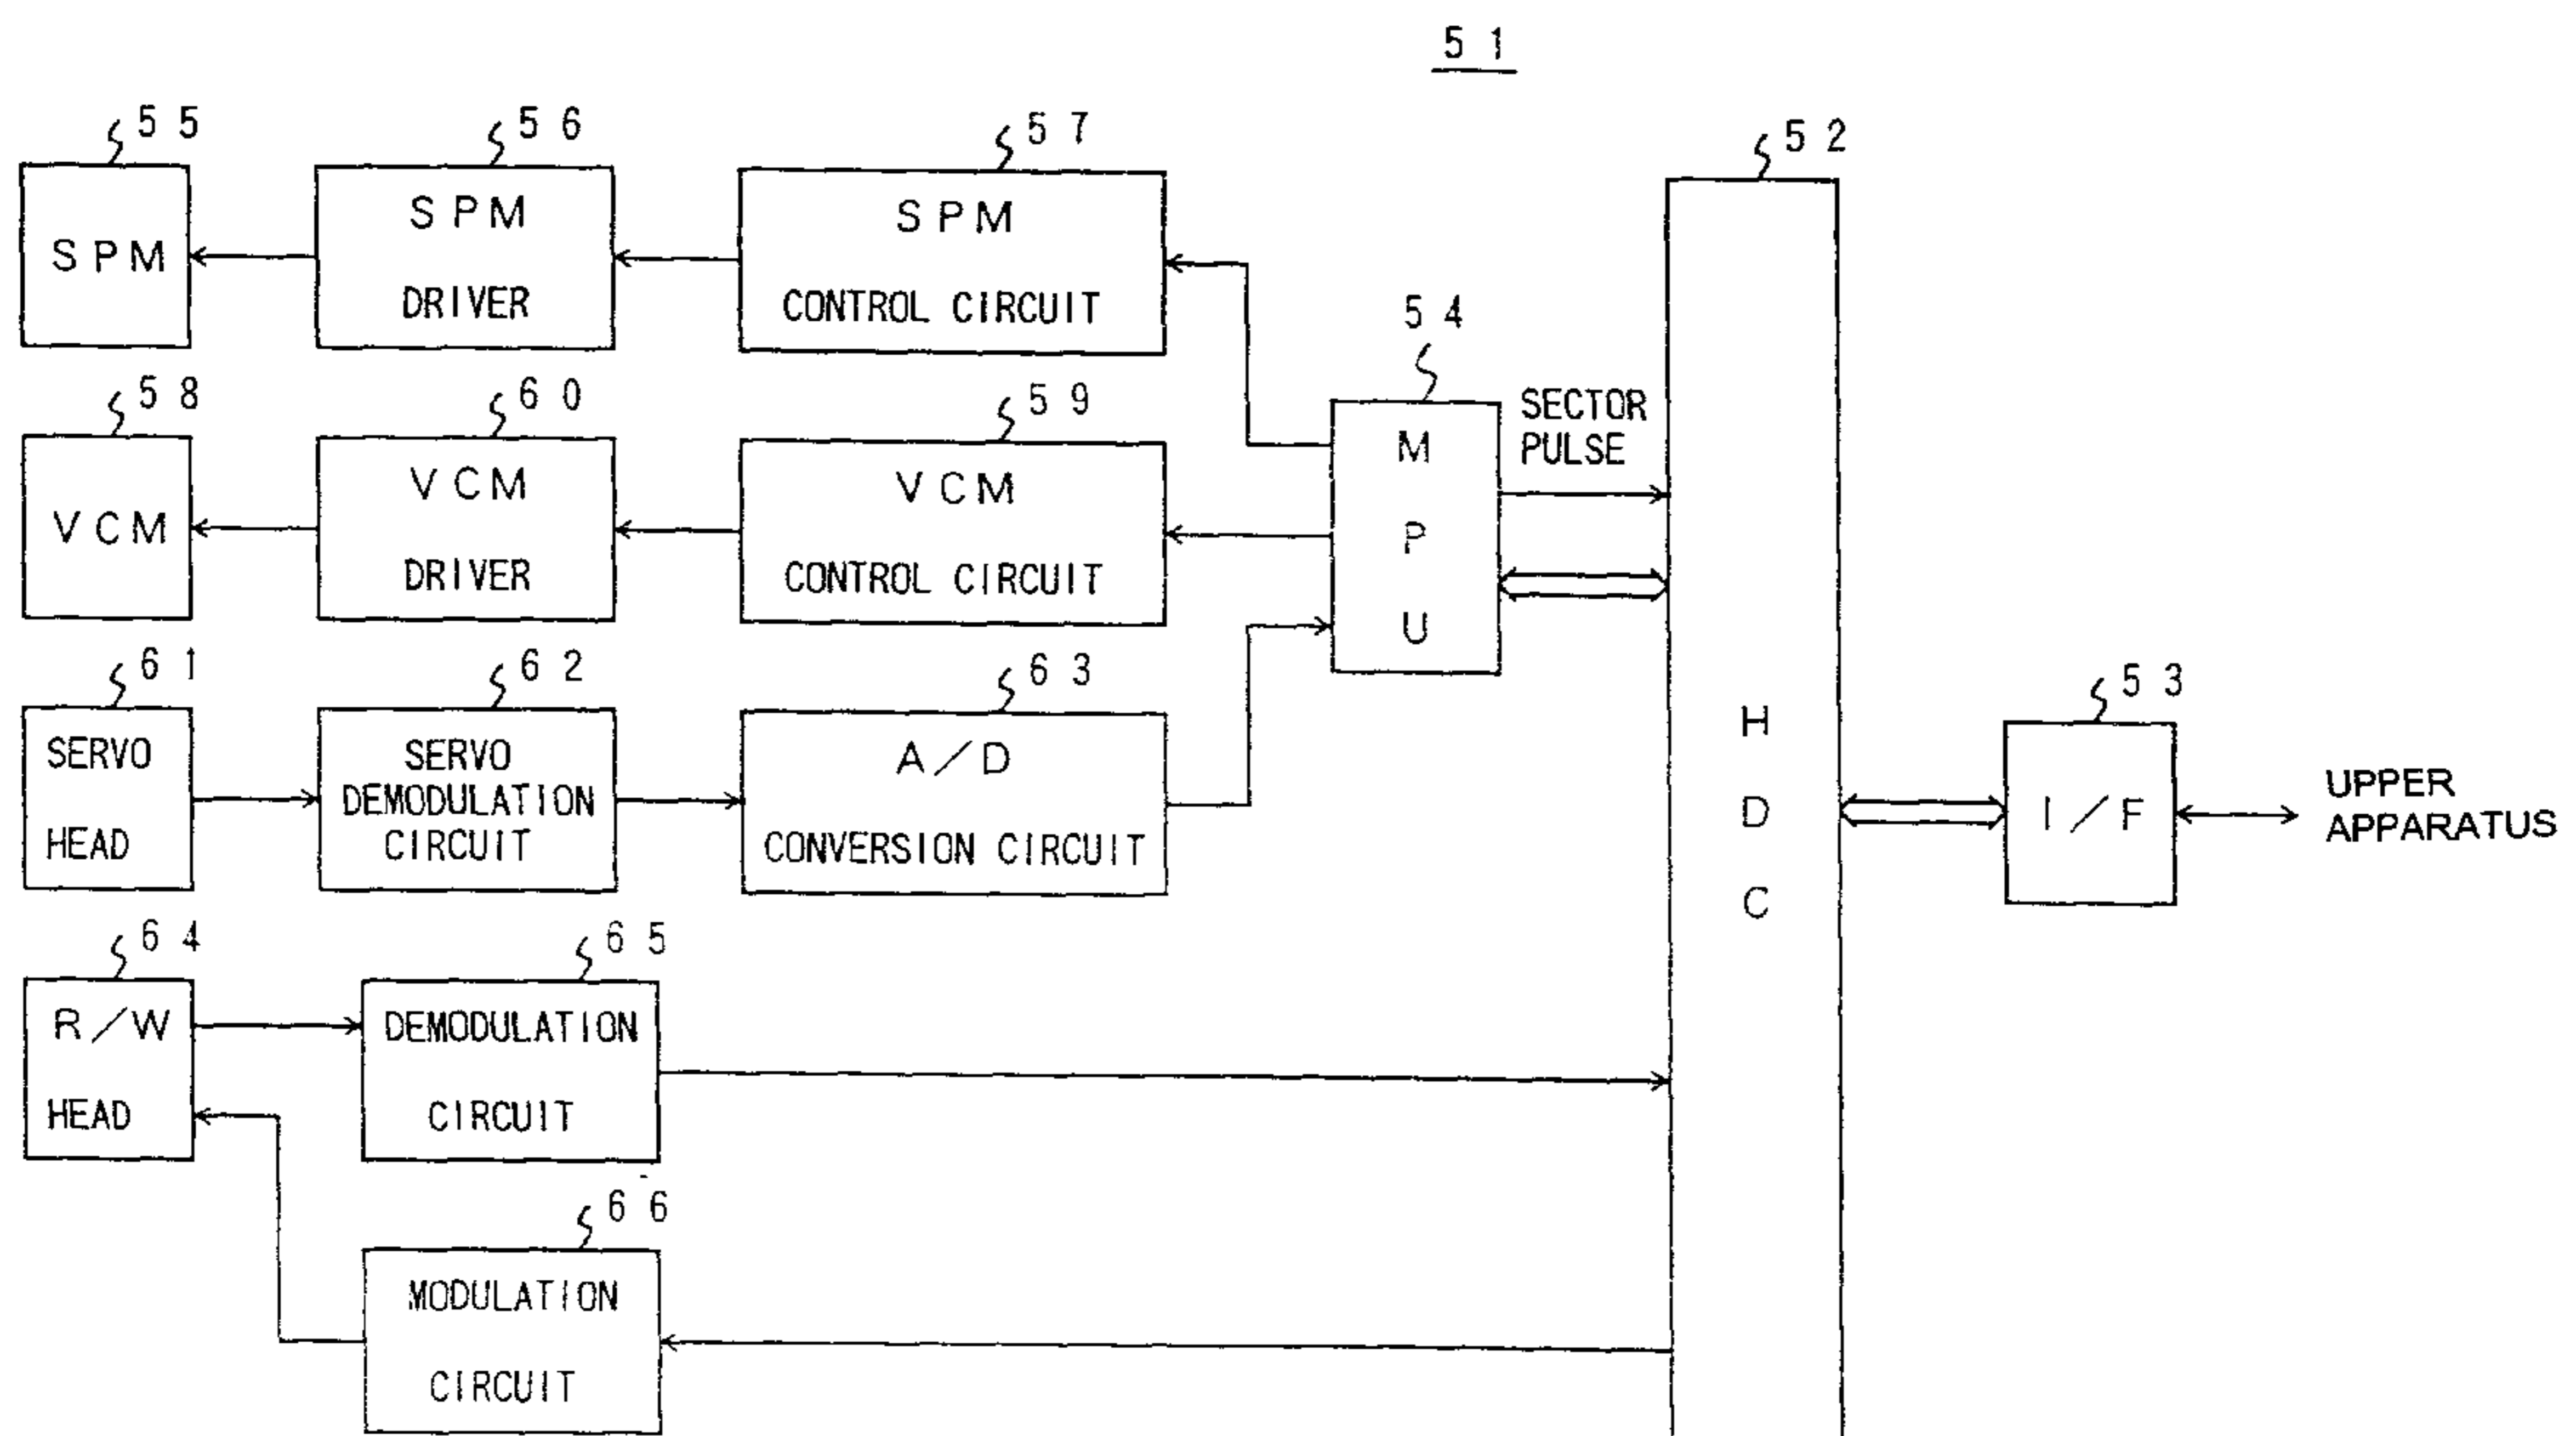 51
55
56
57
52
SPM
SPM
DRIVER
SPM
CONTROL CIRCUIT
54
58
60
59
VCM
VCM
DRIVER
VCM
CONTROL CIRCUIT
M
P
U
SECTOR
PULSE
61
62
63
53
SERVO
HEAD
SERVO
DEMODULATION
CIRCUIT
A/D
CONVERSION CIRCUIT
H
D
C
I/F
UPPER
APPARATUS
64
65
R/W
HEAD
DEMODULATION
CIRCUIT
66
MODULATION
CIRCUIT